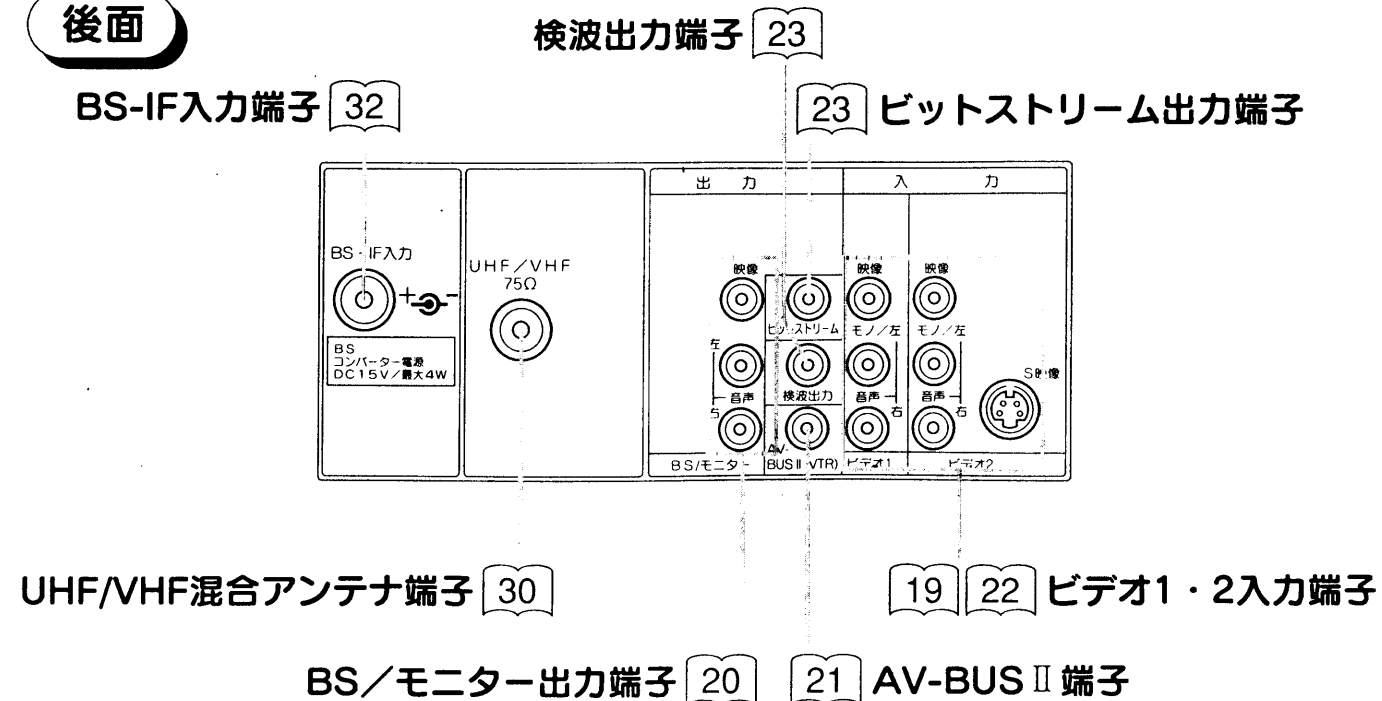 後面
検波出力端子 23
BS-IF入力端子 32
23 ビットストリーム出力端子
出 力
入 力
BS-IF入力
UHF/VHF
75Ω
+ -
BS
コンバーター電源
DC15V/最大4W
映像
映像
映像
ビットストリーム
モノ/左
モノ/左
左
S映像
音声
検波出力
音声
音声
右
右
右
AV-
BS/モニター
BUSⅡ(VTR)
ビデオ1
ビデオ2
UHF/VHF混合アンテナ端子 30
19 22 ビデオ1・2入力端子
BS/モニター出力端子 20
21 AV-BUSⅡ端子